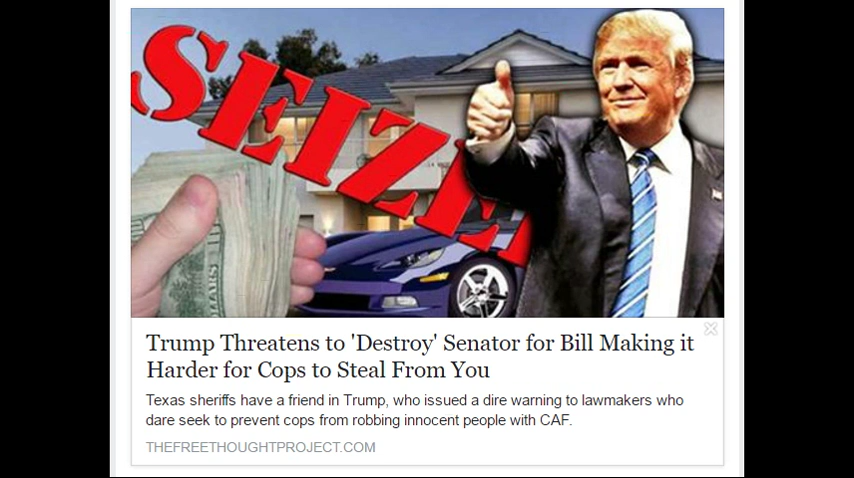 SEIZE
Trump Threatens to 'Destroy' Senator for Bill Making it
Harder for Cops to Steal From You
Texas sheriffs have a friend in Trump, who issued a dire warning to lawmakers who
dare seek to prevent cops from robbing innocent people with CAF.
THEFREETHOUGHTPROJECT.COM